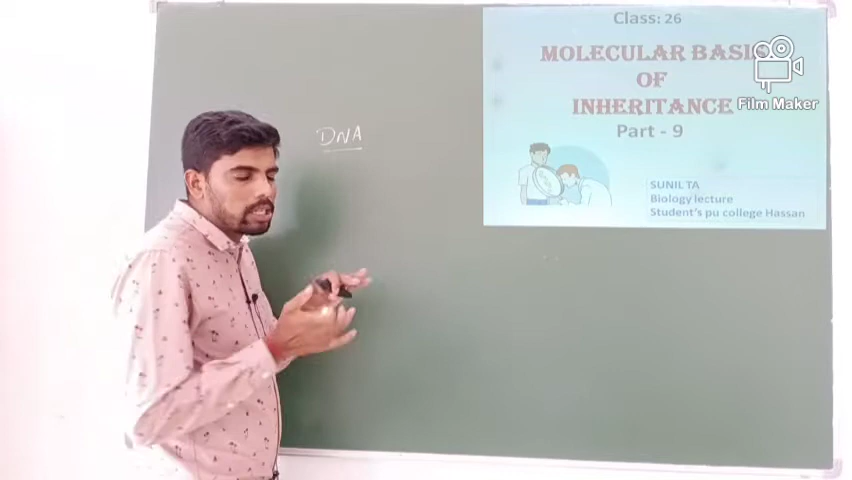 Class: 26
MOLECULAR BASIS
OF
INHERITANCE
Part - 9
Film Maker
DNA
SUNIL TA
Biology lecture
Student's pu college Hassan